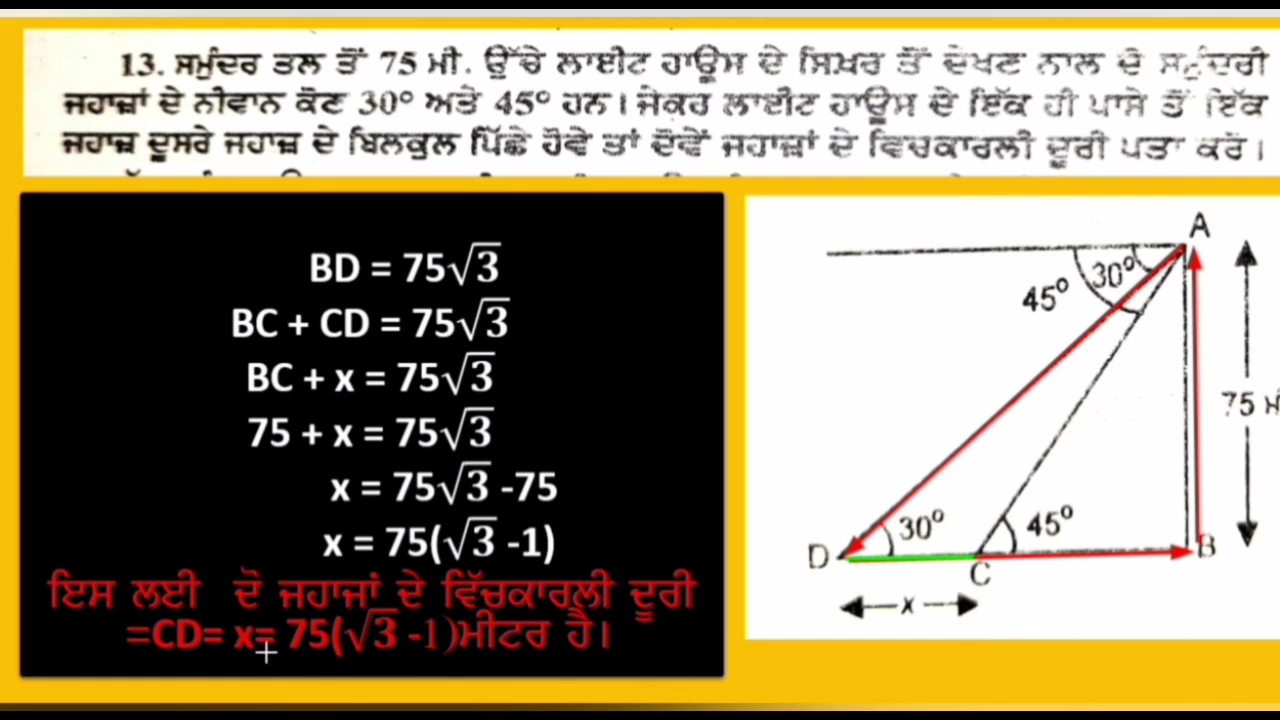 13. ਸਮੁੰਦਰ ਤਲ ਤੋਂ 75 ਮੀ. ਉੱਚੇ ਲਾਈਟ ਹਾਊਸ ਦੇ ਸਿਖ਼ਰ ਤੋਂ ਦੇਖਣ ਨਾਲ ਦੋ ਸਮੁੰਦਰੀ
ਜਹਾਜ਼ਾਂ ਦੇ ਨੀਵਾਨ ਕੋਣ 30° ਅਤੇ 45° ਹਨ। ਜੇਕਰ ਲਾਈਟ ਹਾਊਸ ਦੇ ਇੱਕ ਹੀ ਪਾਸੇ ਤੋਂ ਇੱਕ
ਜਹਾਜ਼ ਦੂਸਰੇ ਜਹਾਜ਼ ਦੇ ਬਿਲਕੁਲ ਪਿੱਛੇ ਹੋਵੇ ਤਾਂ ਦੋਵੇਂ ਜਹਾਜ਼ਾਂ ਦੇ ਵਿਚਕਾਰਲੀ ਦੂਰੀ ਪਤਾ ਕਰੋ।
BD = 75√3
BC + CD = 75√3
BC + x = 75√3
75 + x = 75√3
x = 75√3 -75
x = 75(√3 -1)
ਇਸ ਲਈ ਦੋ ਜਹਾਜਾਂ ਦੇ ਵਿੱਚਕਾਰਲੀ ਦੂਰੀ
=CD= x= 75(√3 -1)ਮੀਟਰ ਹੈ।
A
30°
45°
75
30°
45°
D
C
B
x